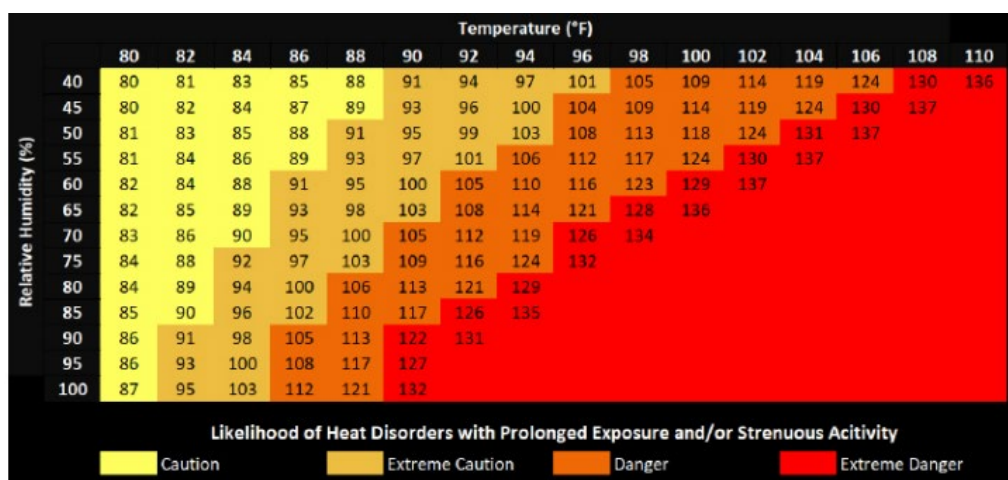 Temperature (°F)
80 82 84 86 88 90 92 94 96 98 100 102 104 106 108 110
Relative Humidity (%)
40 80 81 83 85 88 91 94 97 101 105 109 114 119 124 130 136
45 80 82 84 87 89 93 96 100 104 109 114 119 124 130 137
50 81 83 85 88 91 95 99 103 108 113 118 124 131 137
55 81 84 86 89 93 97 101 106 112 117 124 130 137
60 82 84 88 91 95 100 105 110 116 123 129 137
65 82 85 89 93 98 103 108 114 121 128 136
70 83 86 90 95 100 105 112 119 126 134
75 84 88 92 97 103 109 116 124 132
80 84 89 94 100 106 113 121 129
85 85 90 96 102 110 117 126 135
90 86 91 98 105 113 122 131
95 86 93 100 108 117 127
100 87 95 103 112 121 132
Likelihood of Heat Disorders with Prolonged Exposure and/or Strenuous Acitivity
Caution Extreme Caution Danger Extreme Danger